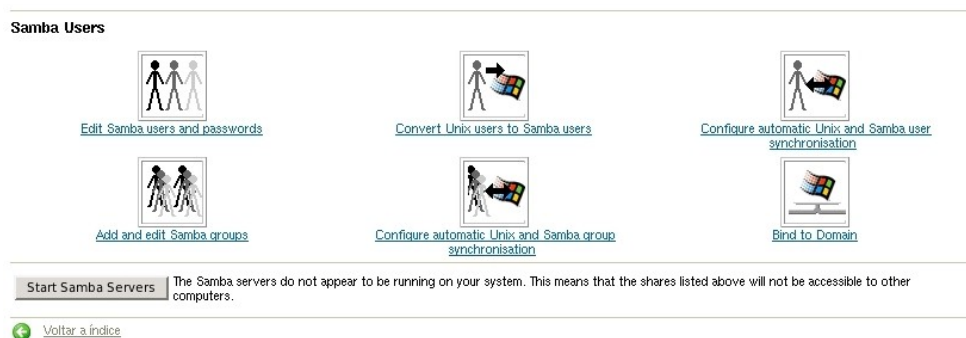 Samba Users
Edit Samba users and passwords
Convert Unix users to Samba users
Configure automatic Unix and Samba user
synchronisation
Add and edit Samba groups
Configure automatic Unix and Samba group
synchronisation
Bind to Domain
Start Samba Servers
The Samba servers do not appear to be running on your system. This means that the shares listed above will not be accessible to other
computers.
Voltar a índice